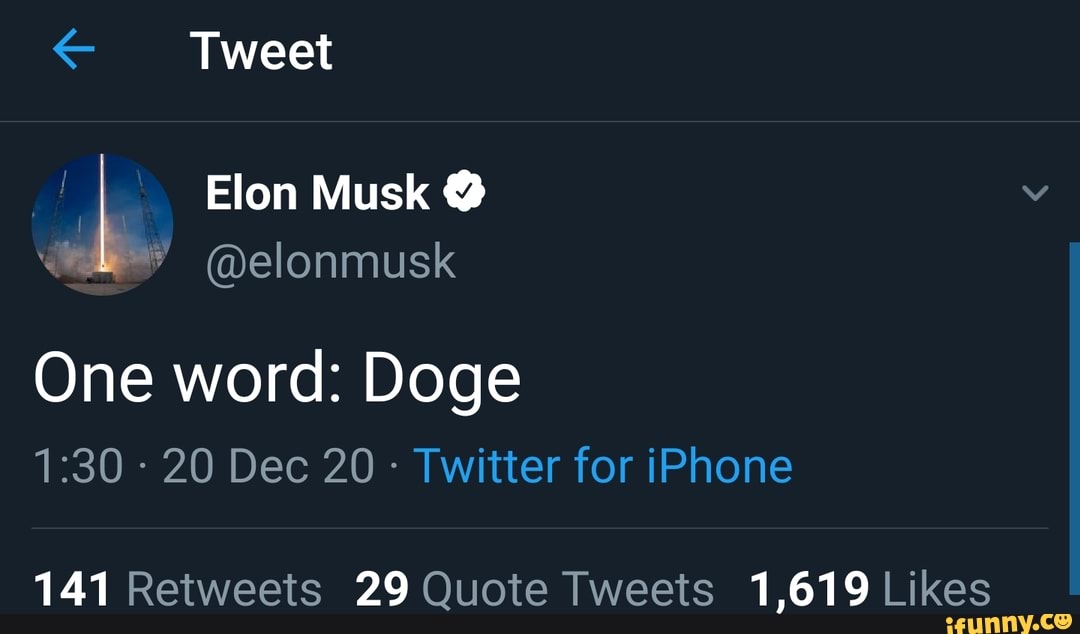 Tweet
Elon Musk
@elonmusk
One word: Doge
1:30 · 20 Dec 20 · Twitter for iPhone
141 Retweets 29 Quote Tweets 1,619 Likes
ifunny.co